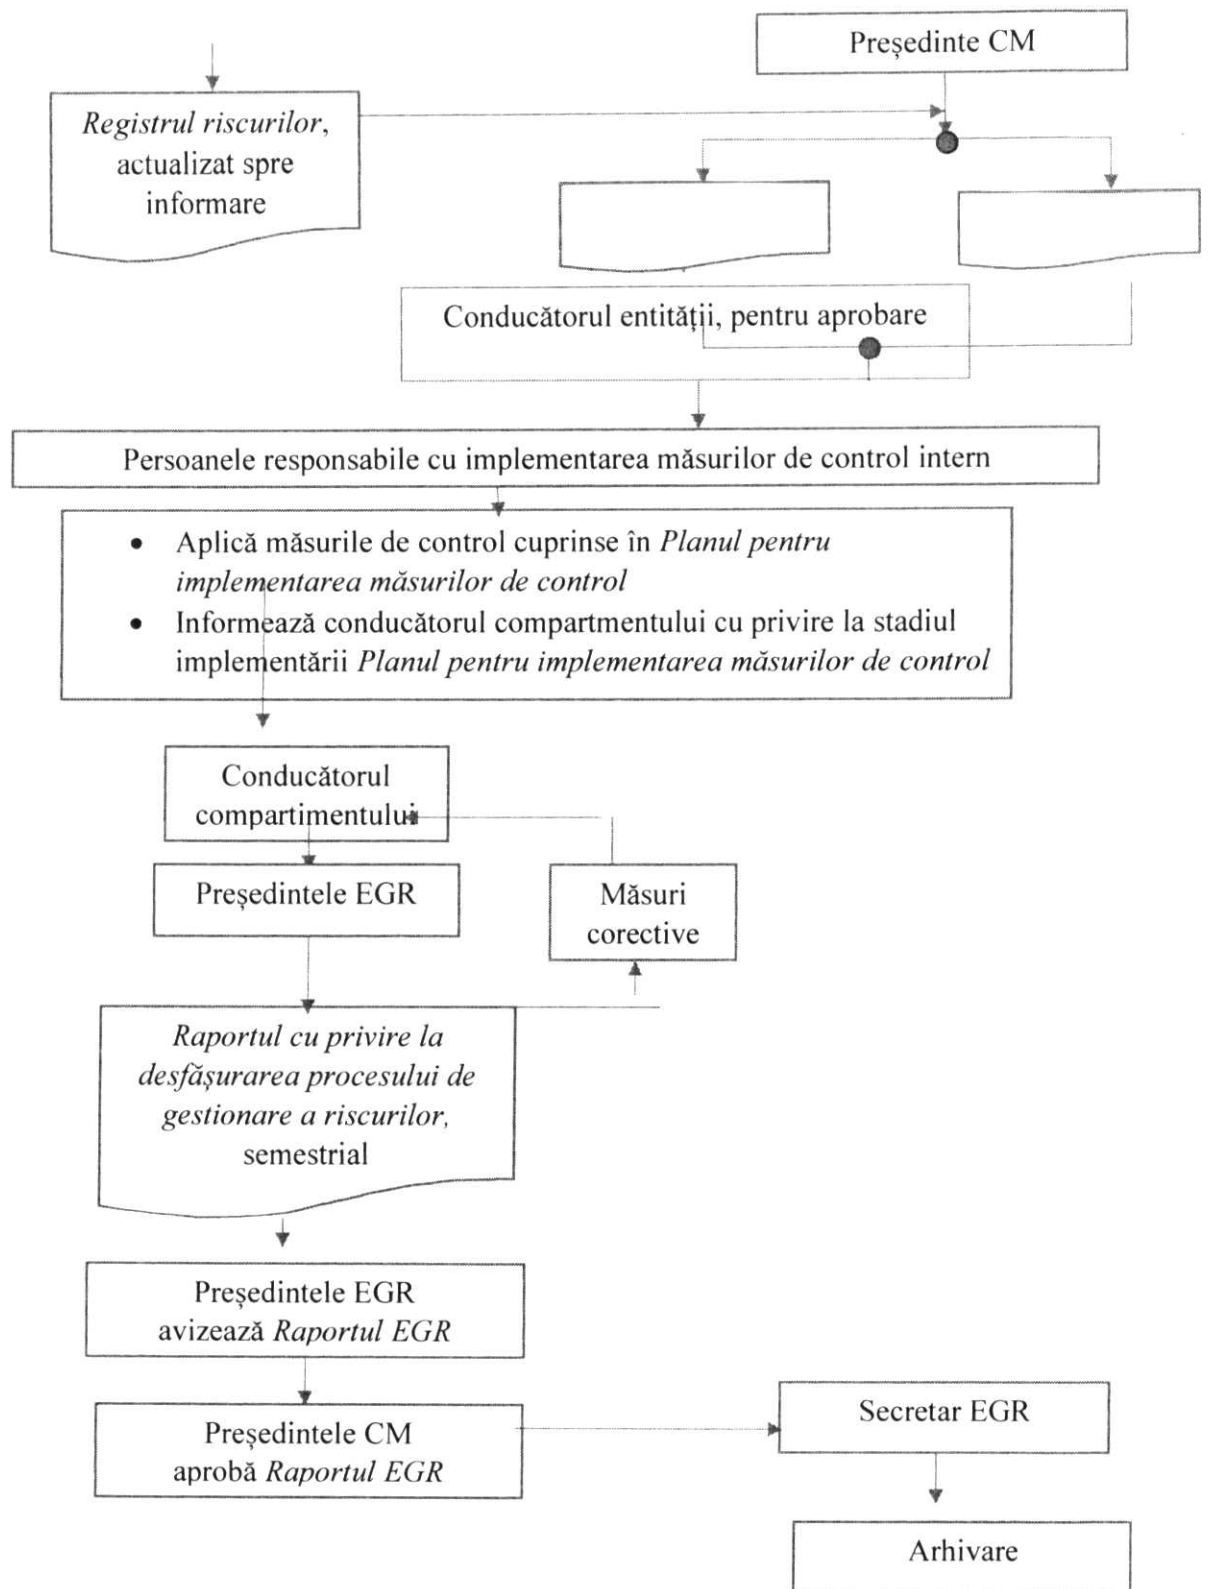 Președinte CM
Registrul riscurilor,
actualizat spre
informare
Conducătorul entității, pentru aprobare
Persoanele responsabile cu implementarea măsurilor de control intern
• Aplică măsurile de control cuprinse în Planul pentru
implementarea măsurilor de control
• Informează conducătorul compartmentului cu privire la stadiul
implementării Planul pentru implementarea măsurilor de control
Conducătorul
compartimentului
Președintele EGR
Măsuri
corective
Raportul cu privire la
desfășurarea procesului de
gestionare a riscurilor,
semestrial
Președintele EGR
avizează Raportul EGR
Președintele CM
aprobă Raportul EGR
Secretar EGR
Arhivare